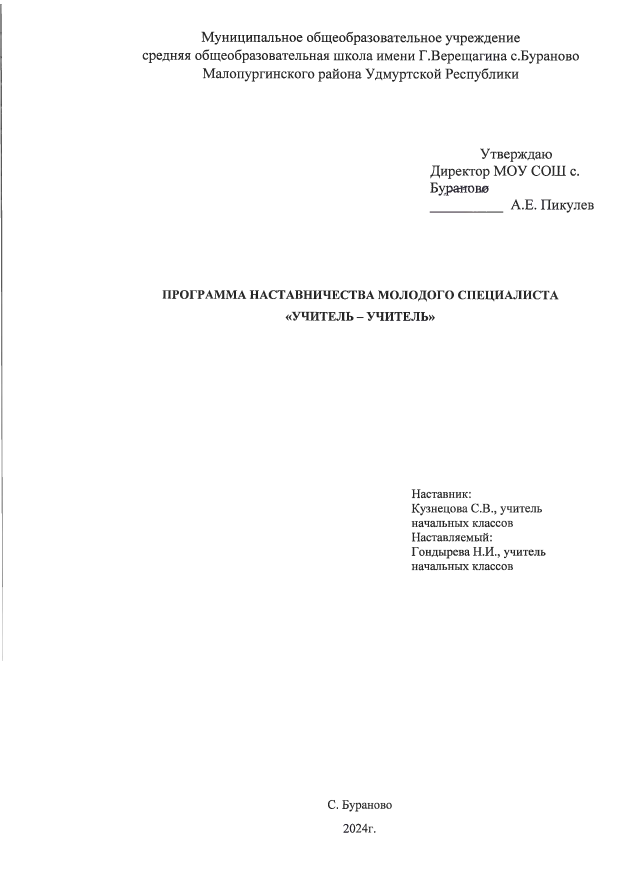 Муниципальное общеобразовательное учреждение
средняя общеобразовательная школа имени Г.Верещагина с.Бураново
Малопургинского района Удмуртской Республики
Утверждаю
Директор МОУ СОШ с.
Бураново
__________ А.Е. Пикулев
ПРОГРАММА НАСТАВНИЧЕСТВА МОЛОДОГО СПЕЦИАЛИСТА
«УЧИТЕЛЬ – УЧИТЕЛЬ»
Наставник:
Кузнецова С.В., учитель
начальных классов
Наставляемый:
Гондырева Н.И., учитель
начальных классов
С. Бураново
2024г.